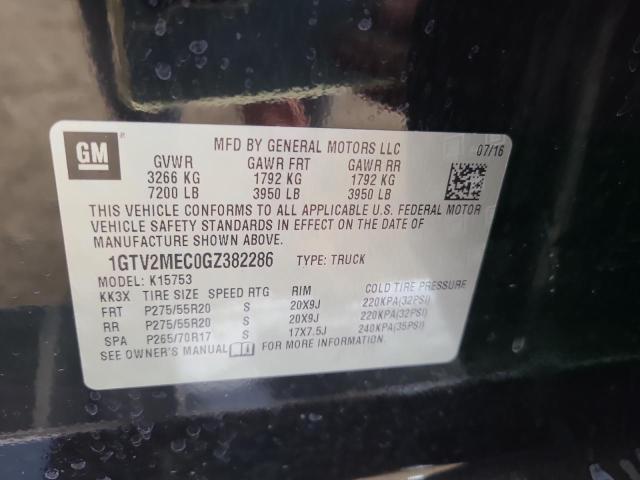 GM
MFD BY GENERAL MOTORS LLC
07/16
GVWR GAWR FRT GAWR RR
3266 KG 1792 KG 1792 KG
7200 LB 3950 LB 3950 LB
THIS VEHICLE CONFORMS TO ALL APPLICABLE U.S. FEDERAL MOTOR
VEHICLE SAFETY STANDARDS IN EFFECT ON THE DATE OF
MANUFACTURE SHOWN ABOVE.
1GTV2MEC0GZ382286 TYPE: TRUCK
MODEL: K15753
KK3X TIRE SIZE SPEED RTG RIM COLD TIRE PRESSURE
FRT P275/55R20 S 20X9J 220KPA(32PSI)
RR P275/55R20 S 20X9J 220KPA(32PSI)
SPA P265/70R17 S 17X7.5J 240KPA(35PSI)
SEE OWNER'S MANUAL FOR MORE INFORMATION.